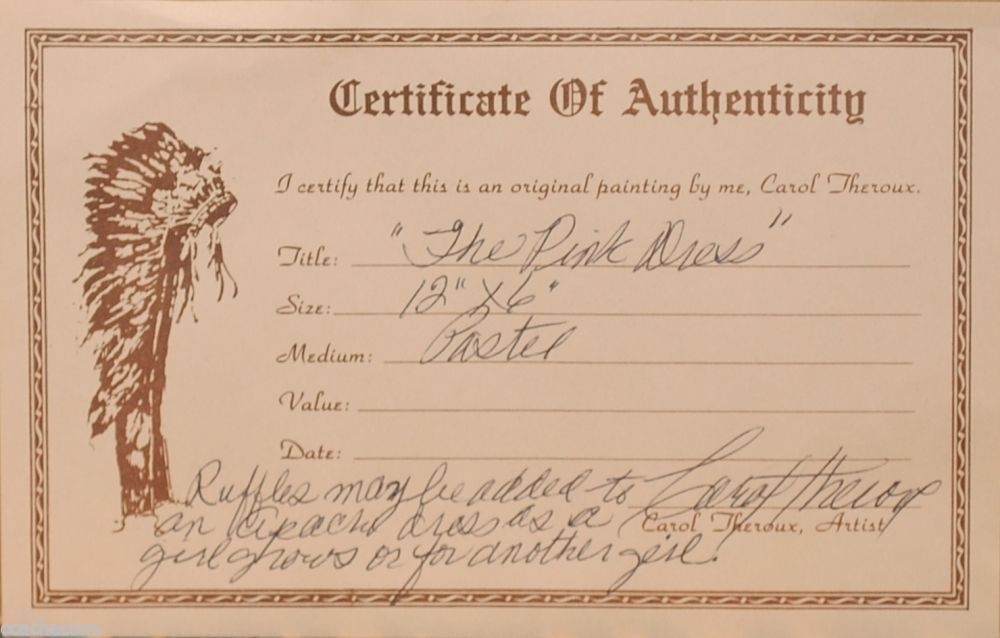 Certificate Of Authenticity
I certify that this is an original painting by me, Carol Theroux.
Title: "The Pink Dress"
Size: 12" X 6"
Medium: Pastel
Value:
Date:
Ruffles may be added to Carol Theroux
an Apache dress as a Carol Theroux, Artist
girl grows or for another girl.